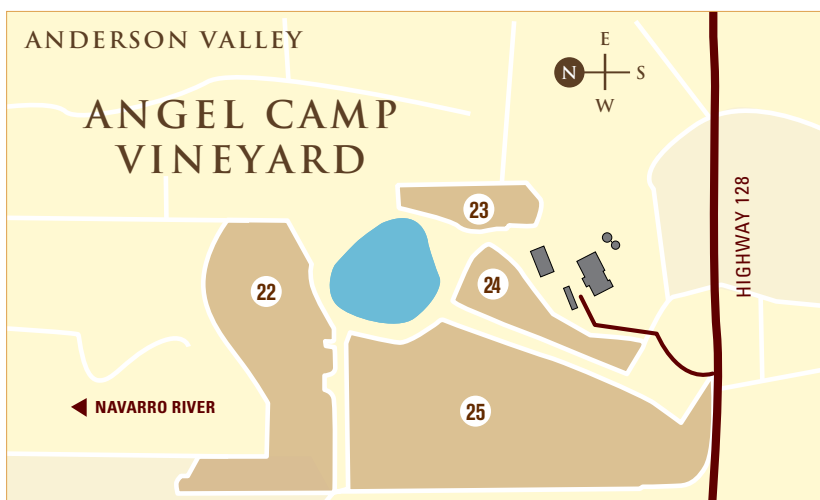 ANDERSON VALLEY
ANGEL CAMP
VINEYARD
E
N
S
W
HIGHWAY 128
23
24
22
25
NAVARRO RIVER